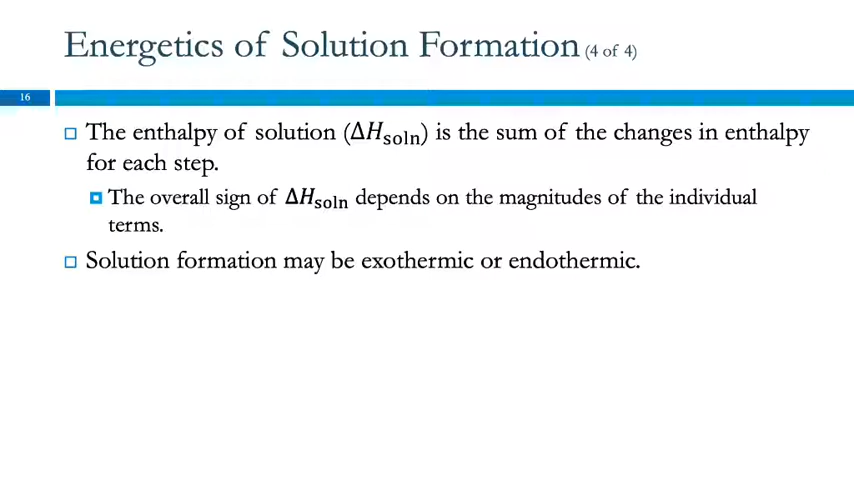 Energetics of Solution Formation (4 of 4)
16
The enthalpy of solution (Δ𝐻soln) is the sum of the changes in enthalpy
for each step.
The overall sign of Δ𝐻soln depends on the magnitudes of the individual
terms.
Solution formation may be exothermic or endothermic.